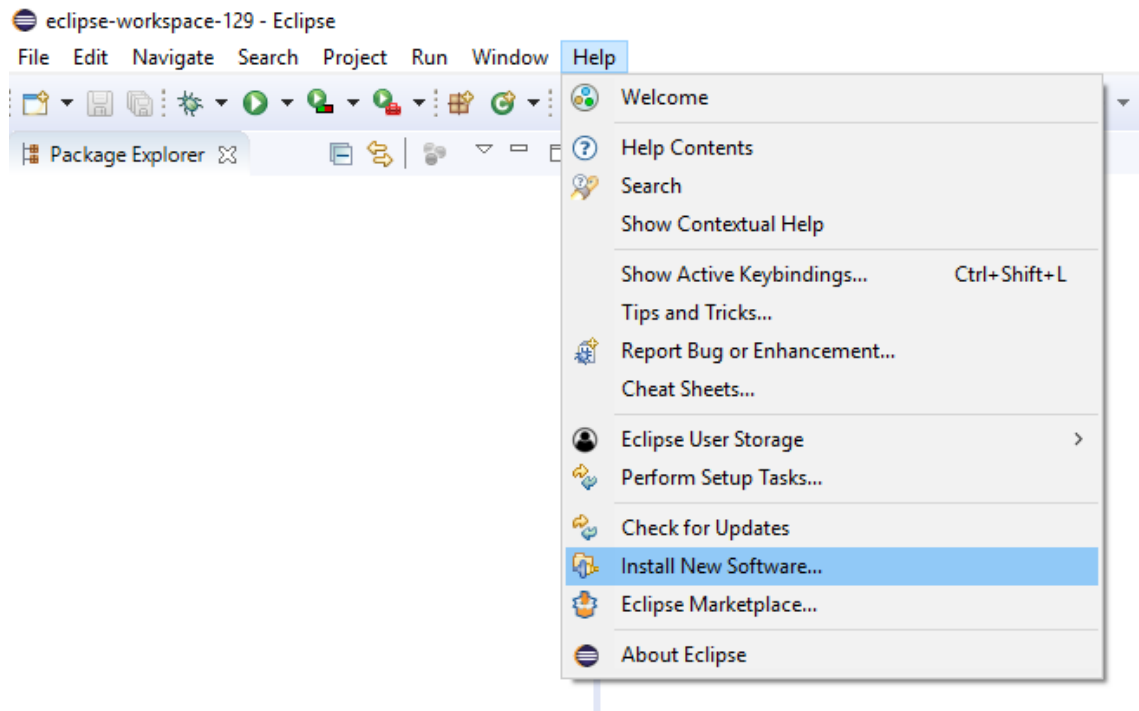 eclipse-workspace-129 - Eclipse
File Edit Navigate Search Project Run Window Help
Package Explorer
Welcome
Help Contents
Search
Show Contextual Help
Show Active Keybindings... Ctrl+Shift+L
Tips and Tricks...
Report Bug or Enhancement...
Cheat Sheets...
Eclipse User Storage
Perform Setup Tasks...
Check for Updates
Install New Software...
Eclipse Marketplace...
About Eclipse